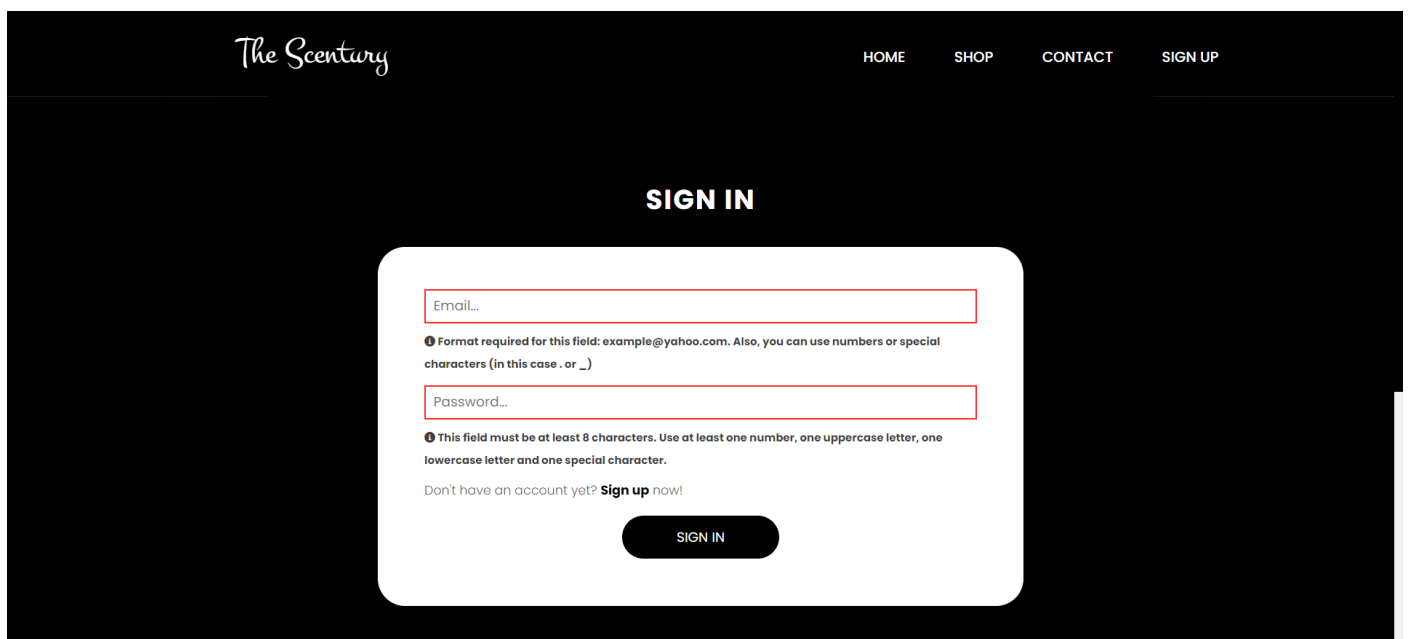 The Scentury
HOME SHOP CONTACT SIGN UP
SIGN IN
Email...
Format required for this field: example@yahoo.com. Also, you can use numbers or special
characters (in this case . or _)
Password...
This field must be at least 8 characters. Use at least one number, one uppercase letter, one
lowercase letter and one special character.
Don't have an account yet? Sign up now!
SIGN IN